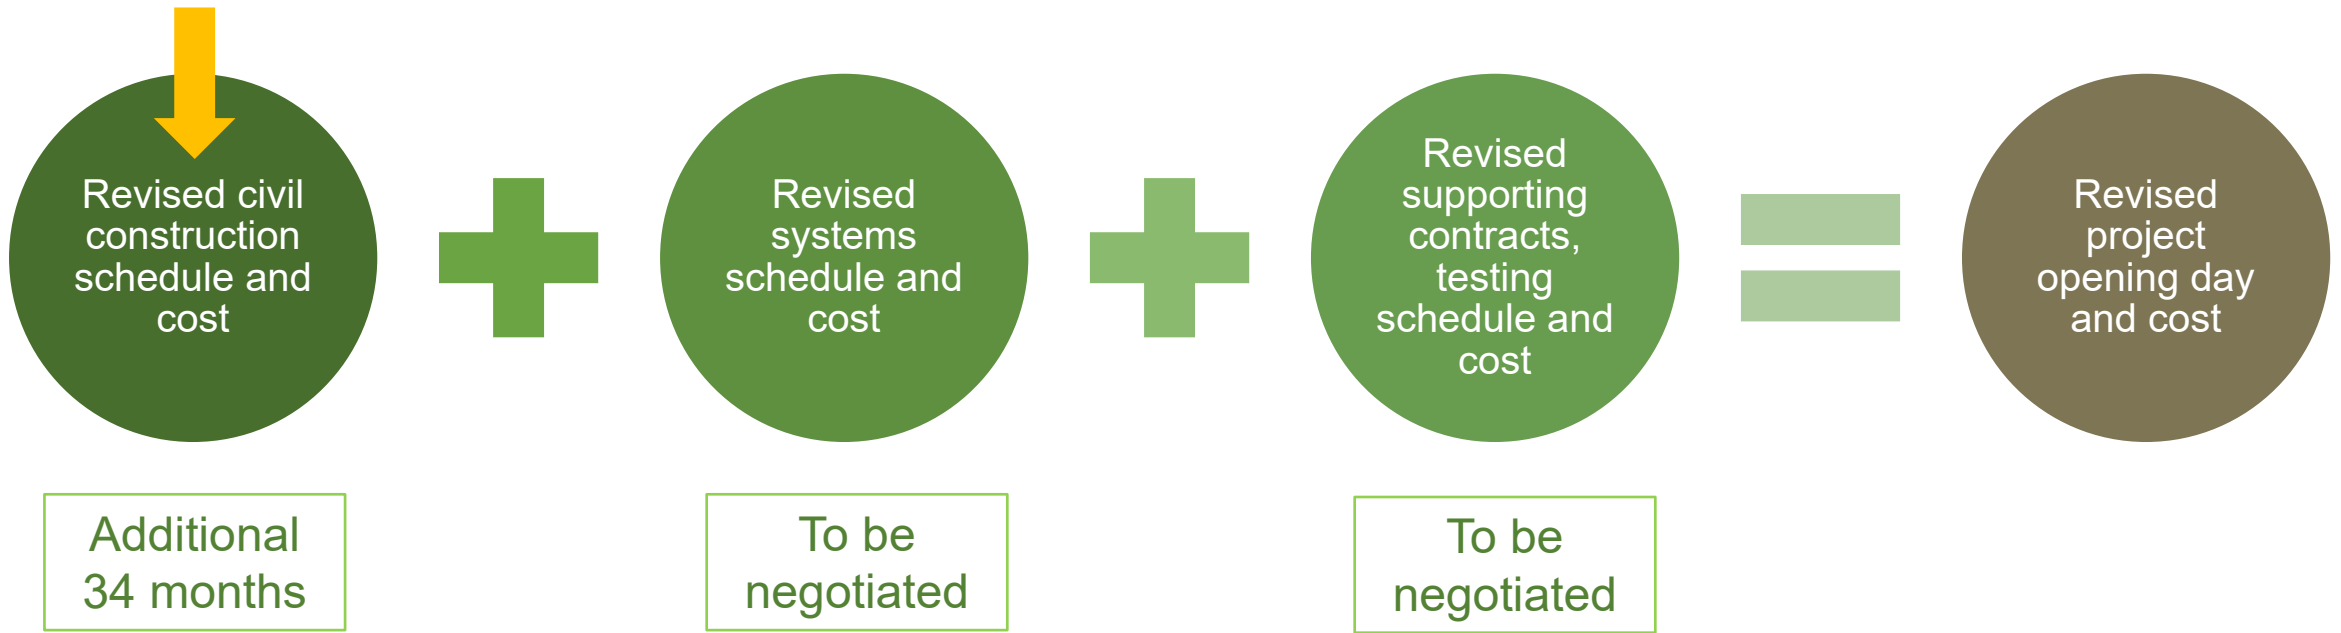 Revised civil
construction
schedule and
cost
Revised
systems
schedule and
cost
Revised
supporting
contracts,
testing
schedule and
cost
Revised
project
opening day
and cost
Additional
34 months
To be
negotiated
To be
negotiated